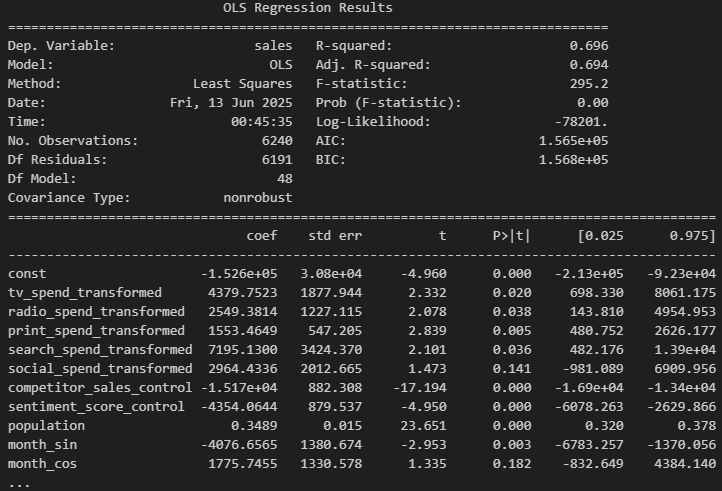 OLS Regression Results
==============================================================================
Dep. Variable: sales R-squared: 0.696
Model: OLS Adj. R-squared: 0.694
Method: Least Squares F-statistic: 295.2
Date: Fri, 13 Jun 2025 Prob (F-statistic): 0.00
Time: 00:45:35 Log-Likelihood: -78201.
No. Observations: 6240 AIC: 1.565e+05
Df Residuals: 6191 BIC: 1.568e+05
Df Model: 48
Covariance Type: nonrobust
============================================================================================
coef std err t P>|t| [0.025 0.975]
--------------------------------------------------------------------------------------------
const -1.526e+05 3.08e+04 -4.960 0.000 -2.13e+05 -9.23e+04
tv_spend_transformed 4379.7523 1877.944 2.332 0.020 698.330 8061.175
radio_spend_transformed 2549.3814 1227.115 2.078 0.038 143.810 4954.953
print_spend_transformed 1553.4649 547.205 2.839 0.005 480.752 2626.177
search_spend_transformed 7195.1300 3424.370 2.101 0.036 482.176 1.39e+04
social_spend_transformed 2964.4336 2012.665 1.473 0.141 -981.089 6909.956
competitor_sales_control -1.517e+04 882.308 -17.194 0.000 -1.69e+04 -1.34e+04
sentiment_score_control -4354.0644 879.537 -4.950 0.000 -6078.263 -2629.866
population 0.3489 0.015 23.651 0.000 0.320 0.378
month_sin -4076.6565 1380.674 -2.953 0.003 -6783.257 -1370.056
month_cos 1775.7455 1330.578 1.335 0.182 -832.649 4384.140
...